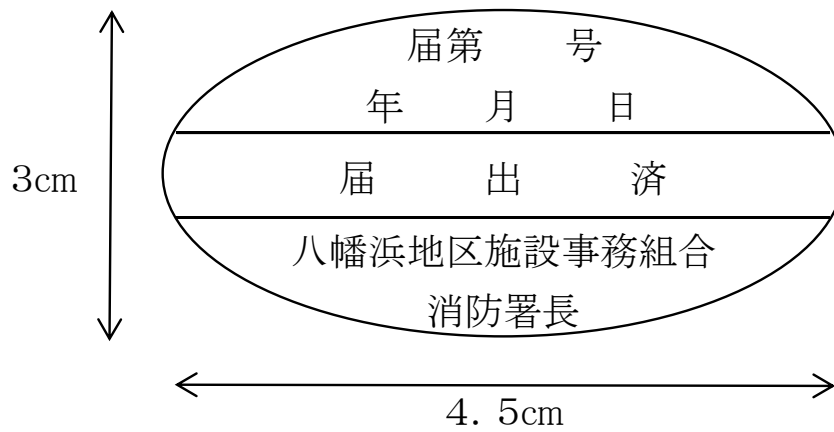 届第　　号
年　　月　　日
届　　出　　済
3cm
八幡浜地区施設事務組合
消防署長
4．5cm